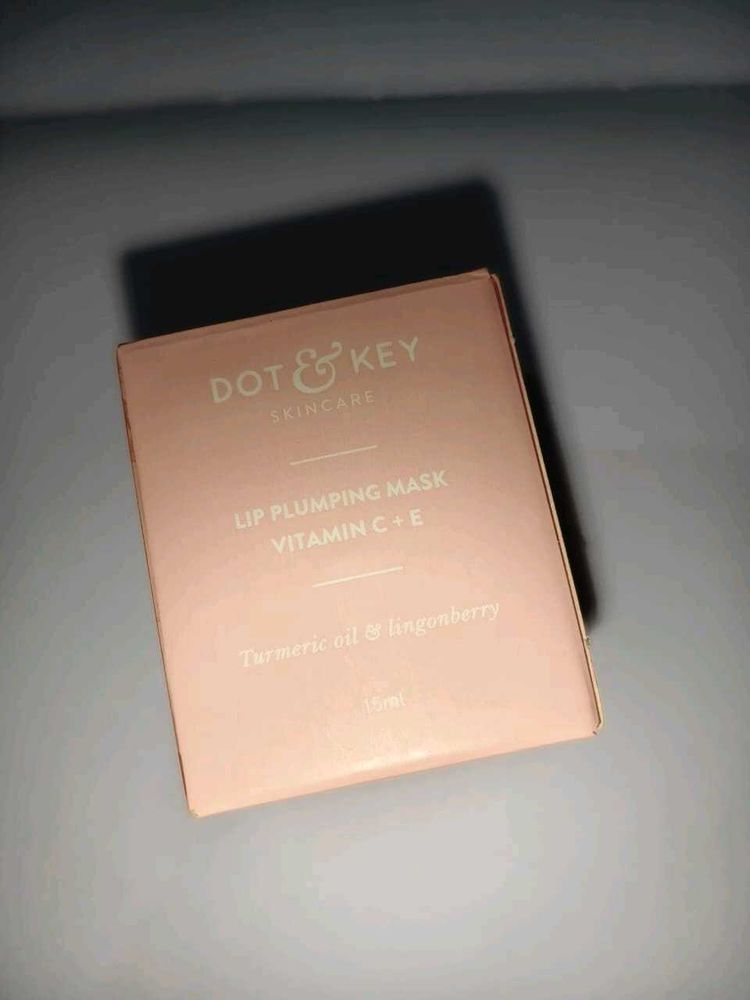 DOT & KEY
SKINCARE
LIP PLUMPING MASK
VITAMIN C + E
Turmeric oil & lingonberry
15ml